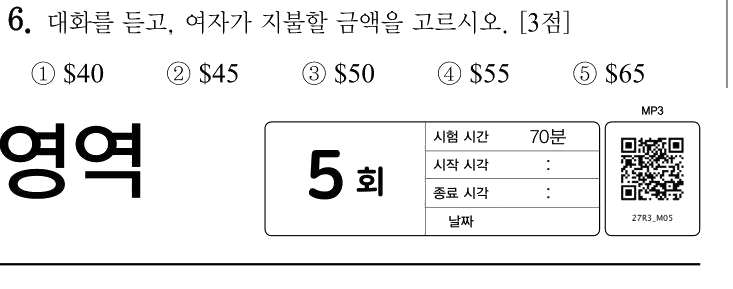 6. 대화를 듣고, 여자가 지불할 금액을 고르시오. [3점]
① $40 ② $45 ③ $50 ④ $55 ⑤ $65
영역
5회
시험 시간 70분
시작 시각 :
종료 시각 :
날짜
MP3
27R3_M05